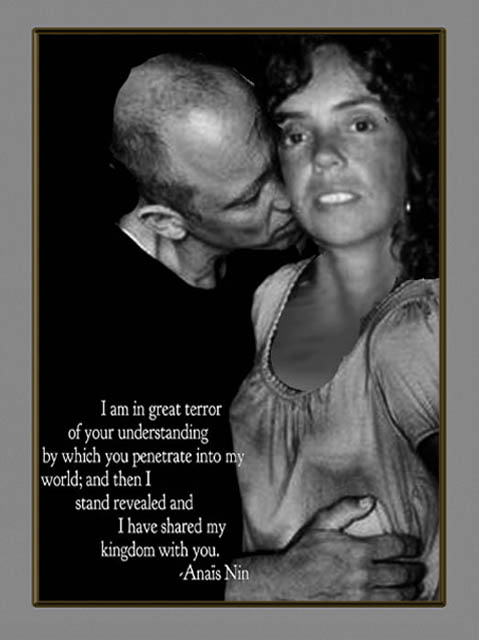 I am in great terror
of your understanding
by which you penetrate into my
world; and then I
stand revealed and
I have shared my
kingdom with you.
-Anaïs Nin